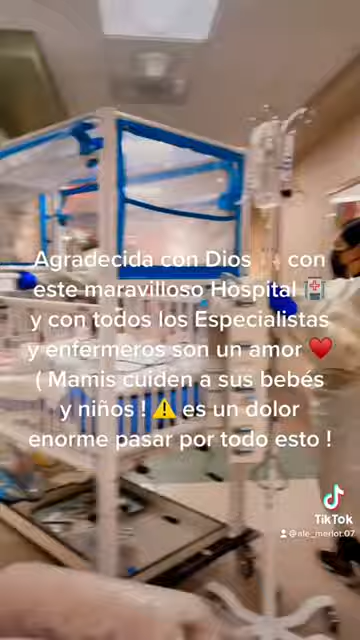 Agradecida con Dios 🙏🏻 con
este maravilloso Hospital 🏥
y con todos los Especialistas
y enfermeros son un amor ♥️
( Mamis cuiden a sus bebés
y niños ! ⚠️ es un dolor
enorme pasar por todo esto !
TikTok